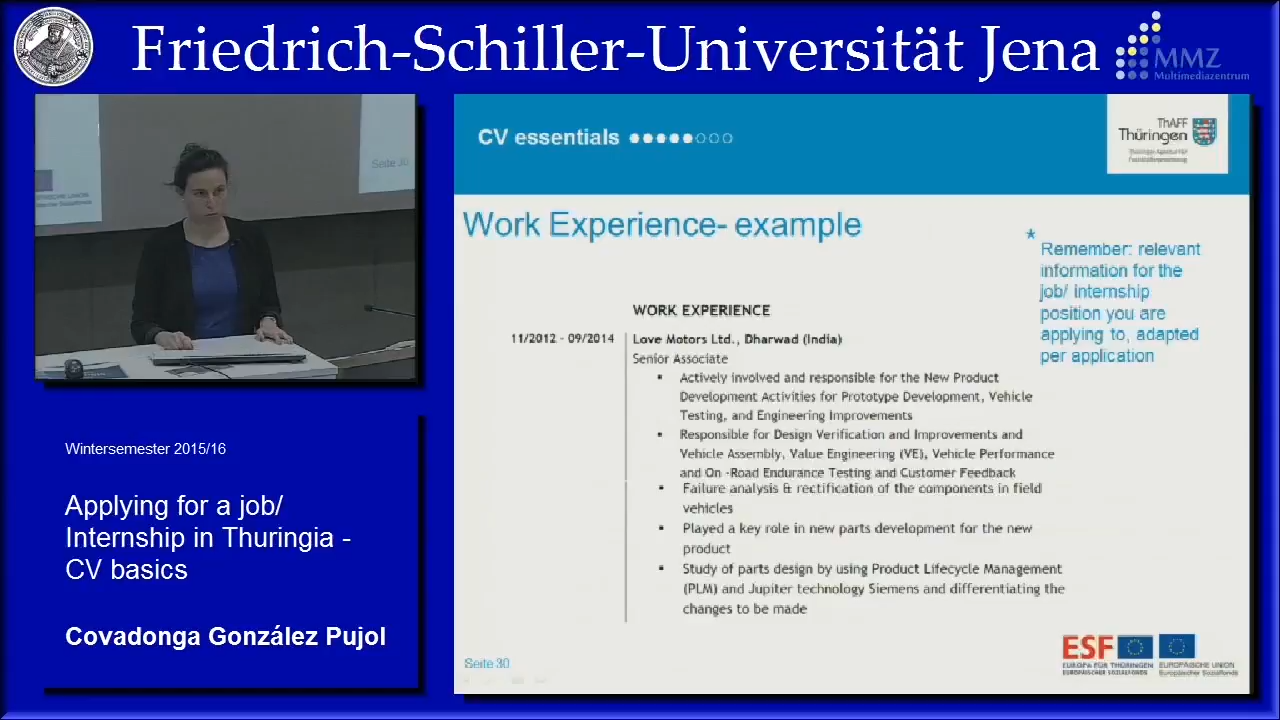 Friedrich-Schiller-Universität Jena
MMZ
Multimediazentrum
Seite 30
CV essentials
ThAFF
Thüringen
Work Experience- example
*
Remember: relevant
information for the
job/ internship
position you are
applying to, adapted
per application
WORK EXPERIENCE
11/2012 - 09/2014 Love Motors Ltd., Dharwad (India)
Senior Associate
▪ Actively involved and responsible for the New Product
Development Activities for Prototype Development, Vehicle
Testing, and Engineering Improvements
▪ Responsible for Design Verification and Improvements and
Vehicle Assembly, Value Engineering (VE), Vehicle Performance
and On -Road Endurance Testing and Customer Feedback
▪ Failure analysis & rectification of the components in field
vehicles
▪ Played a key role in new parts development for the new
product
▪ Study of parts design by using Product Lifecycle Management
(PLM) and Jupiter technology Siemens and differentiating the
changes to be made
Seite 30
ESF
EUROPA FÜR THÜRINGEN
EUROPÄISCHER SOZIALFONDS
EUROPÄISCHE UNION
Europäischer Sozialfonds
Wintersemester 2015/16
Applying for a job/
Internship in Thuringia -
CV basics
Covadonga González Pujol